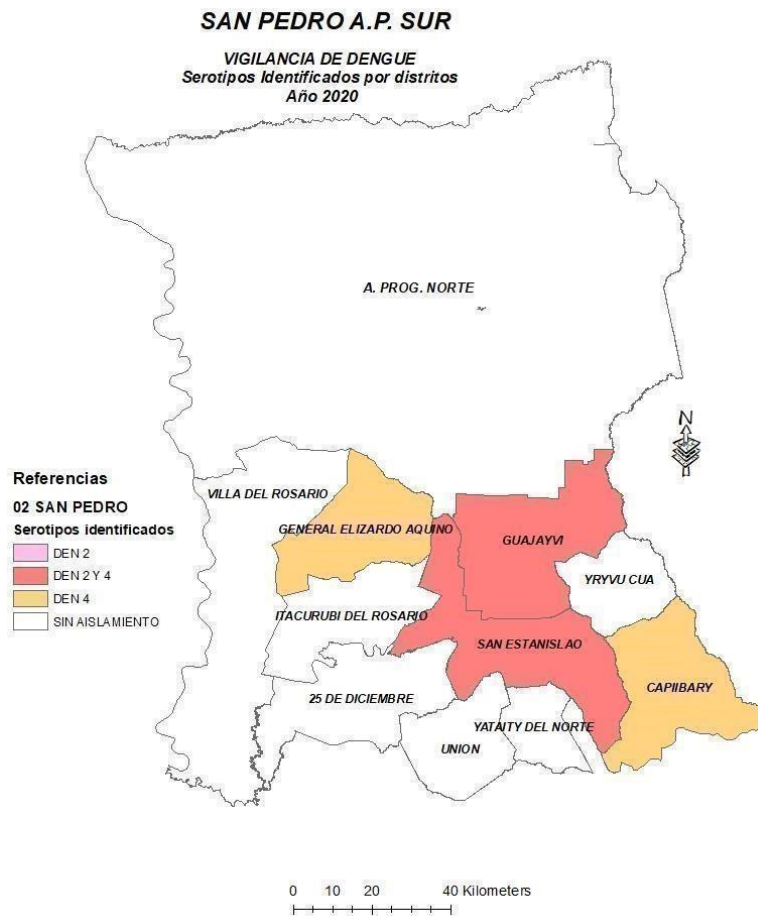 SAN PEDRO A.P. SUR
VIGILANCIA DE DENGUE
Serotipos Identificados por distritos
Año 2020
A. PROG. NORTE
N
Referencias
02 SAN PEDRO
Serotipos identificados
DEN 2
DEN 2 Y 4
DEN 4
SIN AISLAMIENTO
VILLA DEL ROSARIO
GENERAL ELIZARDO AQUINO
GUAJAYVI
YRYVU CUA
ITACURUBI DEL ROSARIO
SAN ESTANISLAO
CAPIIBARY
25 DE DICIEMBRE
YATAITY DEL NORTE
UNION
0 10 20 40 Kilometers